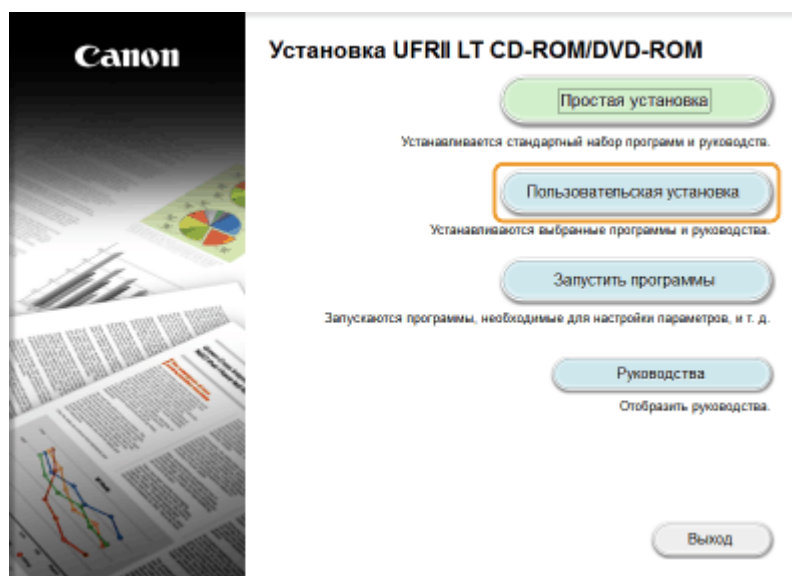 Canon
Установка UFRII LT CD-ROM/DVD-ROM
Простая установка
Устанавливается стандартный набор программ и руководств.
Пользовательская установка
Устанавливаются выбранные программы и руководства.
Запустить программы
Запускаются программы, необходимые для настройки параметров, и т. д.
Руководства
Отобразить руководства.
Выход